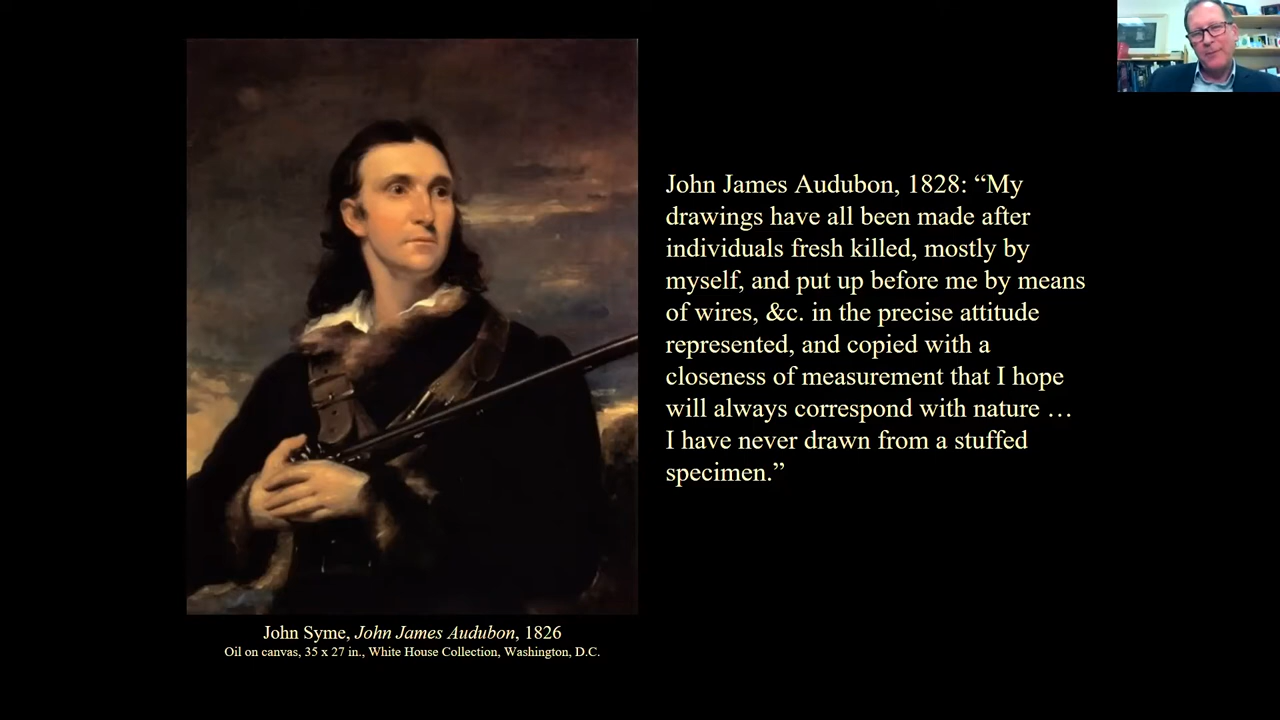 John James Audubon, 1828: “My
drawings have all been made after
individuals fresh killed, mostly by
myself, and put up before me by means
of wires, &c. in the precise attitude
represented, and copied with a
closeness of measurement that I hope
will always correspond with nature …
I have never drawn from a stuffed
specimen.”
John Syme, John James Audubon, 1826
Oil on canvas, 35 x 27 in., White House Collection, Washington, D.C.